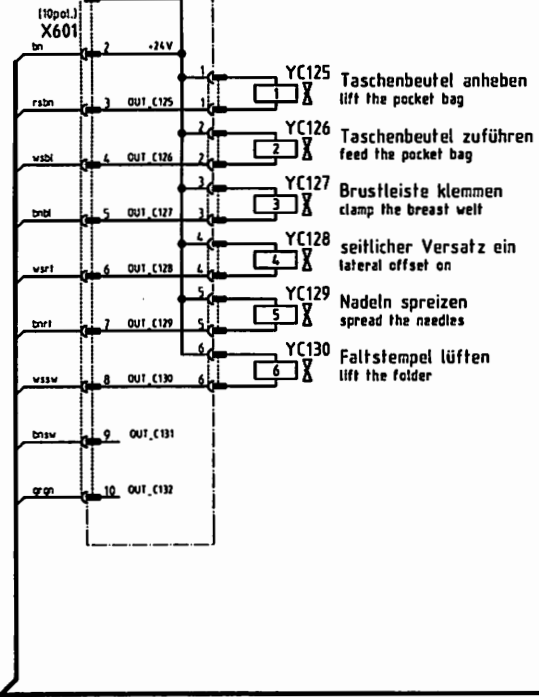 (10pol.)
X601
bn 2 +24V
1 YC125 Taschenbeutel anheben
1 lift the pocket bag
rsbn 3 OUT_C125 1
2 YC126 Taschenbeutel zuführen
2 feed the pocket bag
wsbl 4 OUT_C126 2
3 YC127 Brustleiste klemmen
3 clamp the breast welt
bnbl 5 OUT_C127 3
4 YC128 seitlicher Versatz ein
4 lateral offset on
wsrt 6 OUT_C128 4
5 YC129 Nadeln spreizen
5 spread the needles
bnrt 7 OUT_C129 5
6 YC130 Faltstempel lüften
6 lift the folder
wssw 8 OUT_C130 6
bnsw 9 OUT_C131
grgn 10 OUT_C132